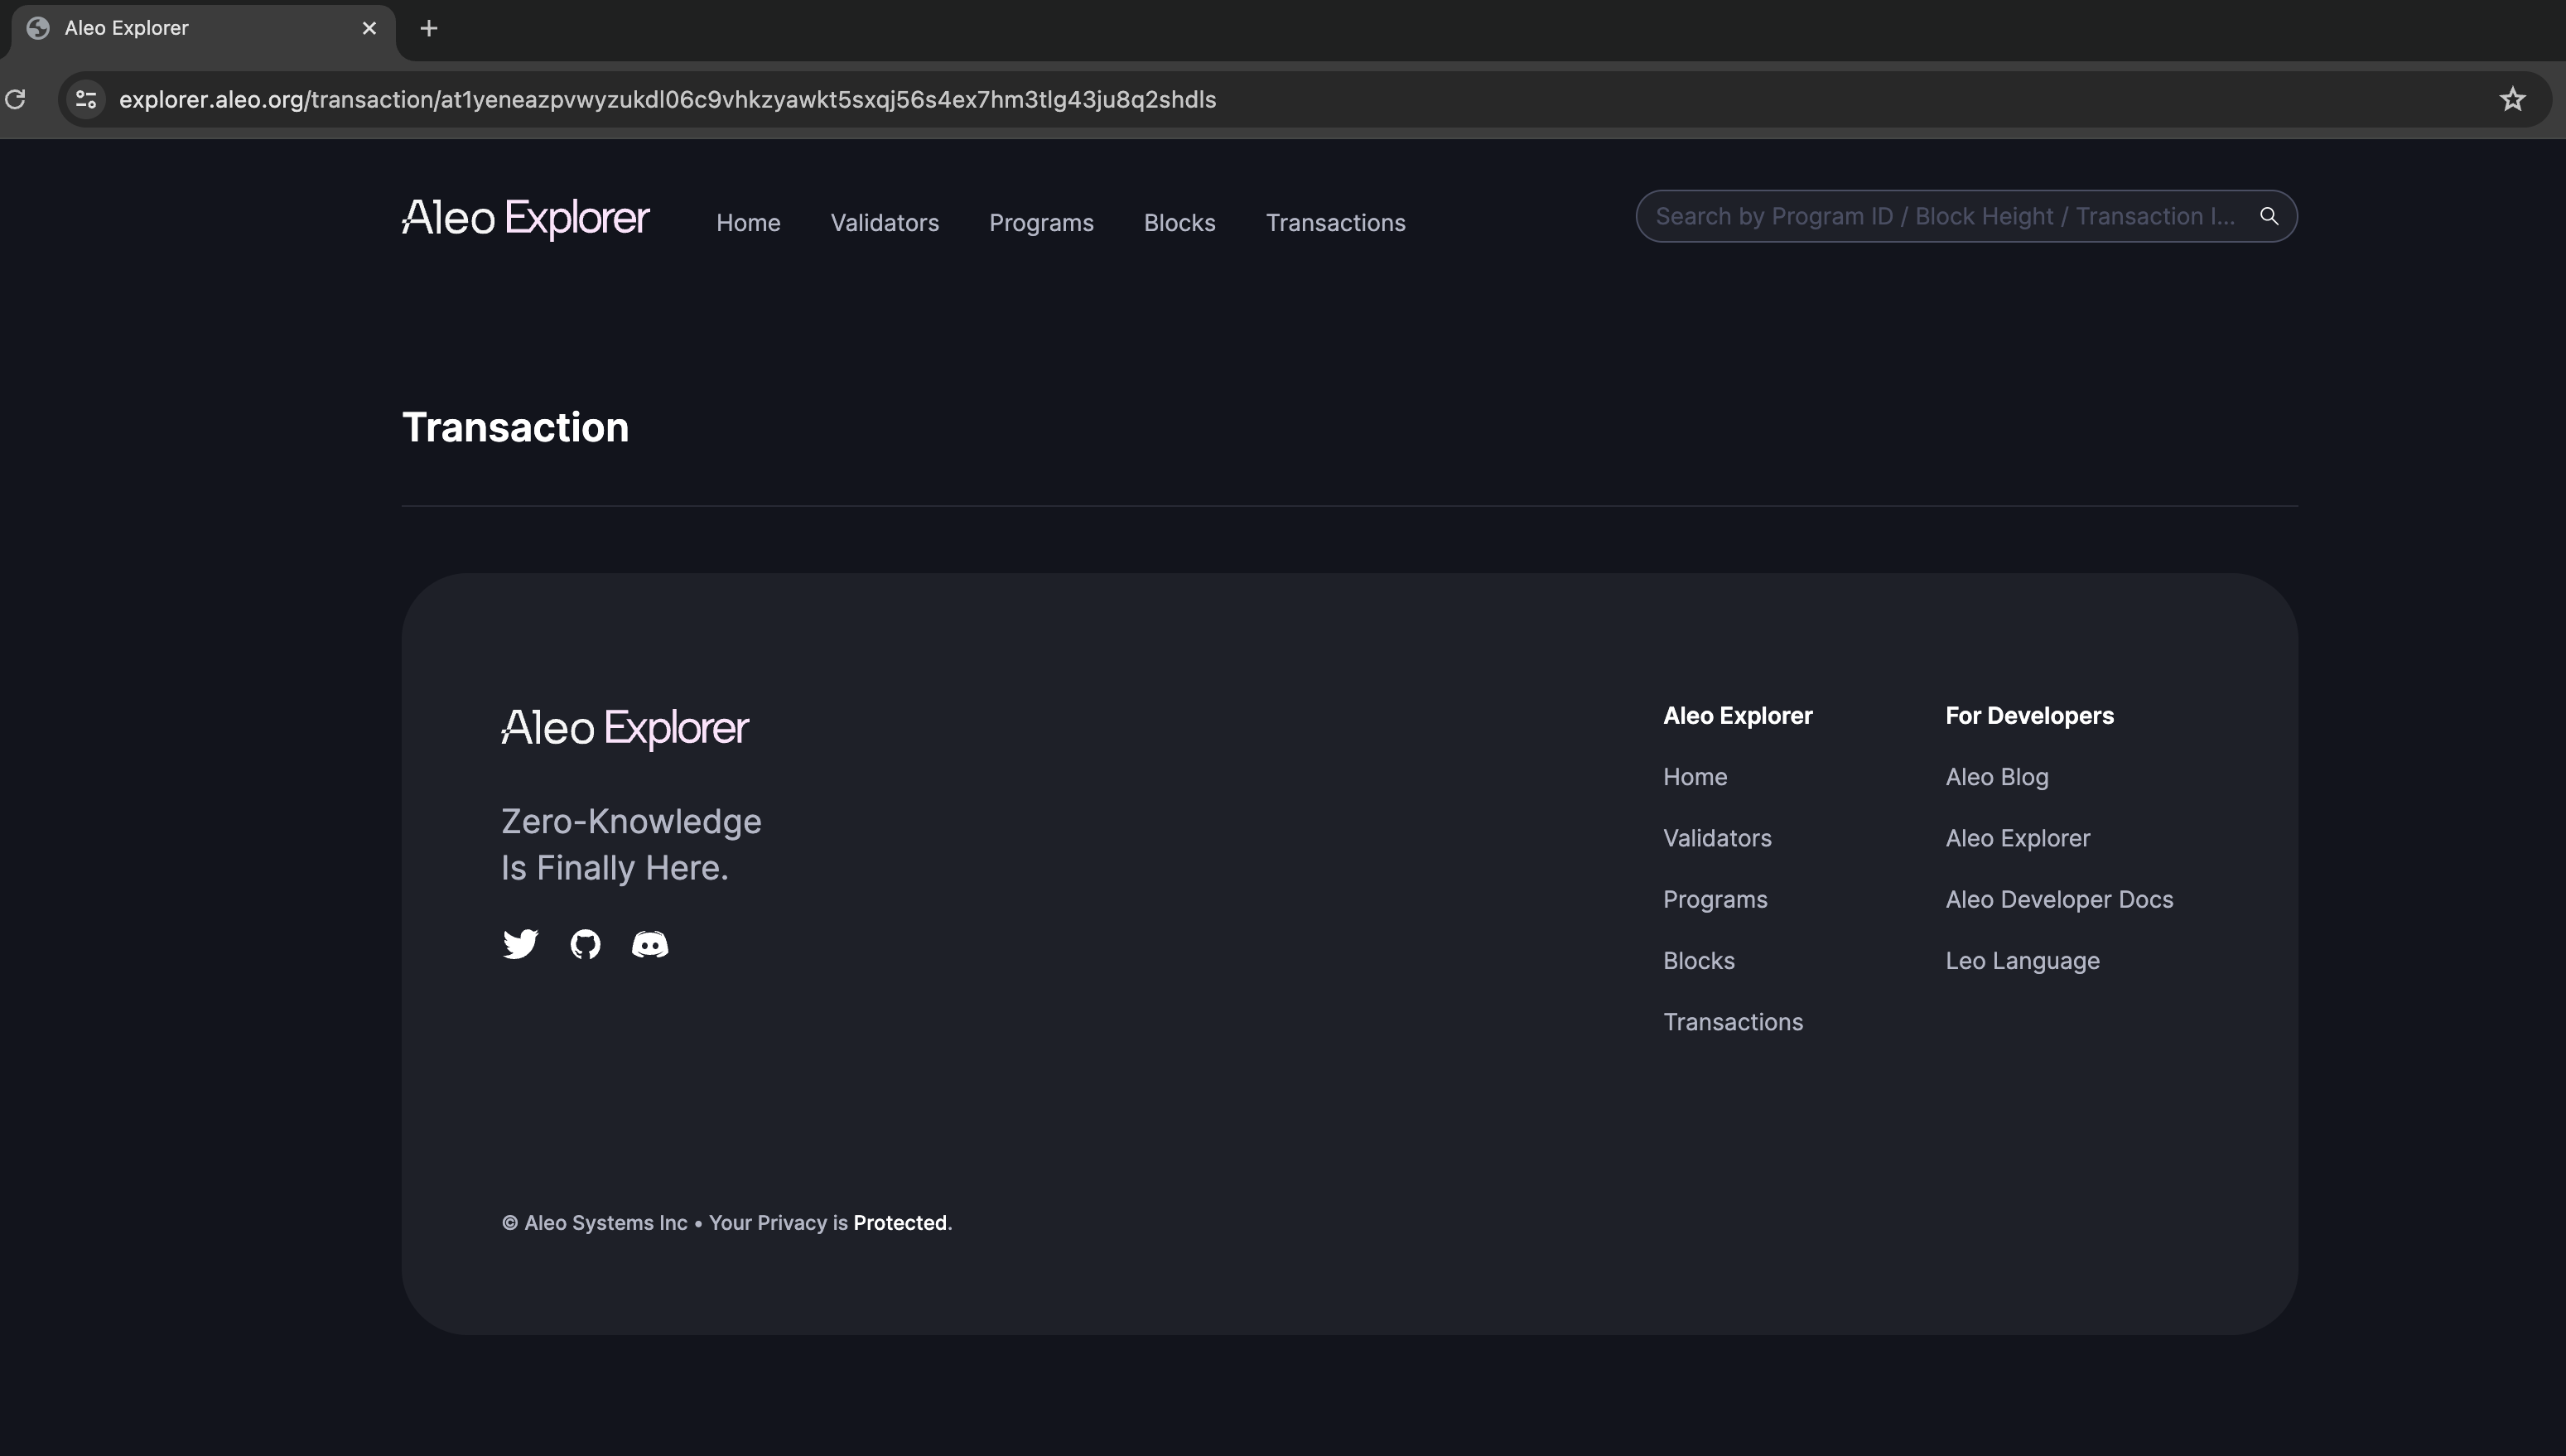 Aleo Explorer
explorer.aleo.org/transaction/at1yeneazpvwyzukdl06c9vhkzyawkt5sxqj56s4ex7hm3tlg43ju8q2shdls
Aleo Explorer
Home
Validators
Programs
Blocks
Transactions
Search by Program ID / Block Height / Transaction I...
Transaction
Aleo Explorer
Zero-Knowledge
Is Finally Here.
Aleo Explorer
Home
Validators
Programs
Blocks
Transactions
For Developers
Aleo Blog
Aleo Explorer
Aleo Developer Docs
Leo Language
© Aleo Systems Inc • Your Privacy is Protected.